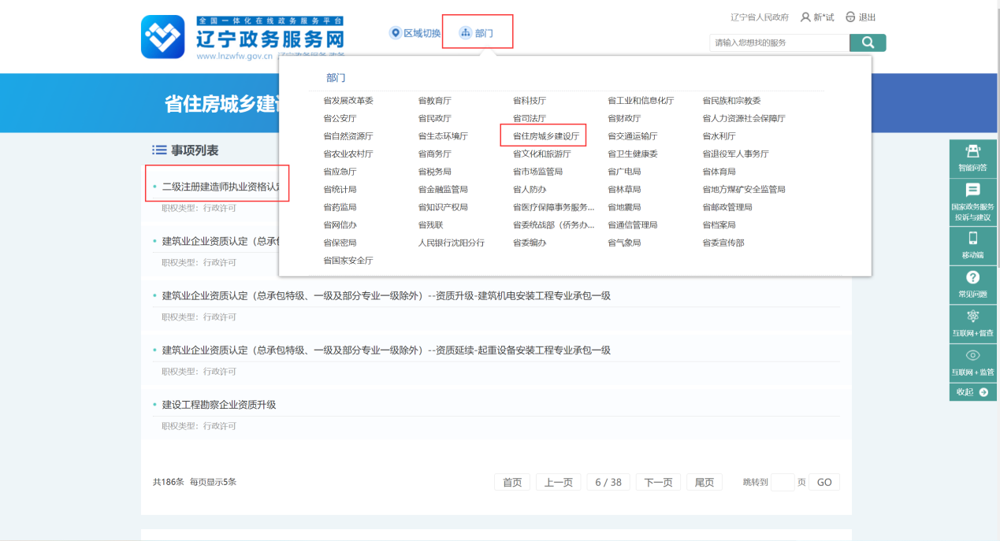 全国一体化在线政务服务平台
辽宁政务服务网
www.lnzwfw.gov.cn
区域切换
部门
辽宁省人民政府 新*试 退出
请输入您想找的服务
部门
省发展改革委 省教育厅 省科技厅 省工业和信息化厅 省民族和宗教委
省公安厅 省民政厅 省司法厅 省财政厅 省人力资源社会保障厅
省自然资源厅 省生态环境厅 省住房城乡建设厅 省交通运输厅 省水利厅
省农业农村厅 省商务厅 省文化和旅游厅 省卫生健康委 省退役军人事务厅
省应急厅 省税务局 省市场监管局 省广电局 省体育局
省统计局 省金融监管局 省人防办 省林草局 省地方煤矿安全监管局
省药监局 省知识产权局 省医疗保障事务服务... 省地震局 省邮政管理局
省网信办 省残联 省委统战部（侨务办... 省通信管理局 省档案局
省保密局 人民银行沈阳分行 省委编办 省气象局 省委宣传部
省国家安全厅
省住房城乡建设
事项列表
二级注册建造师执业资格认定
职权类型：行政许可
建筑业企业资质认定（总承包
职权类型：行政许可
建筑业企业资质认定（总承包特级、一级及部分专业一级除外）--资质升级-建筑机电安装工程专业承包一级
职权类型：行政许可
建筑业企业资质认定（总承包特级、一级及部分专业一级除外）--资质延续-起重设备安装工程专业承包一级
职权类型：行政许可
建设工程勘察企业资质升级
职权类型：行政许可
共186条 每页显示5条 首页 上一页 6 / 38 下一页 尾页 跳转到 页 GO
智能问答
国家政务服务
投诉与建议
移动端
常见问题
互联网+督查
互联网+监管
收起